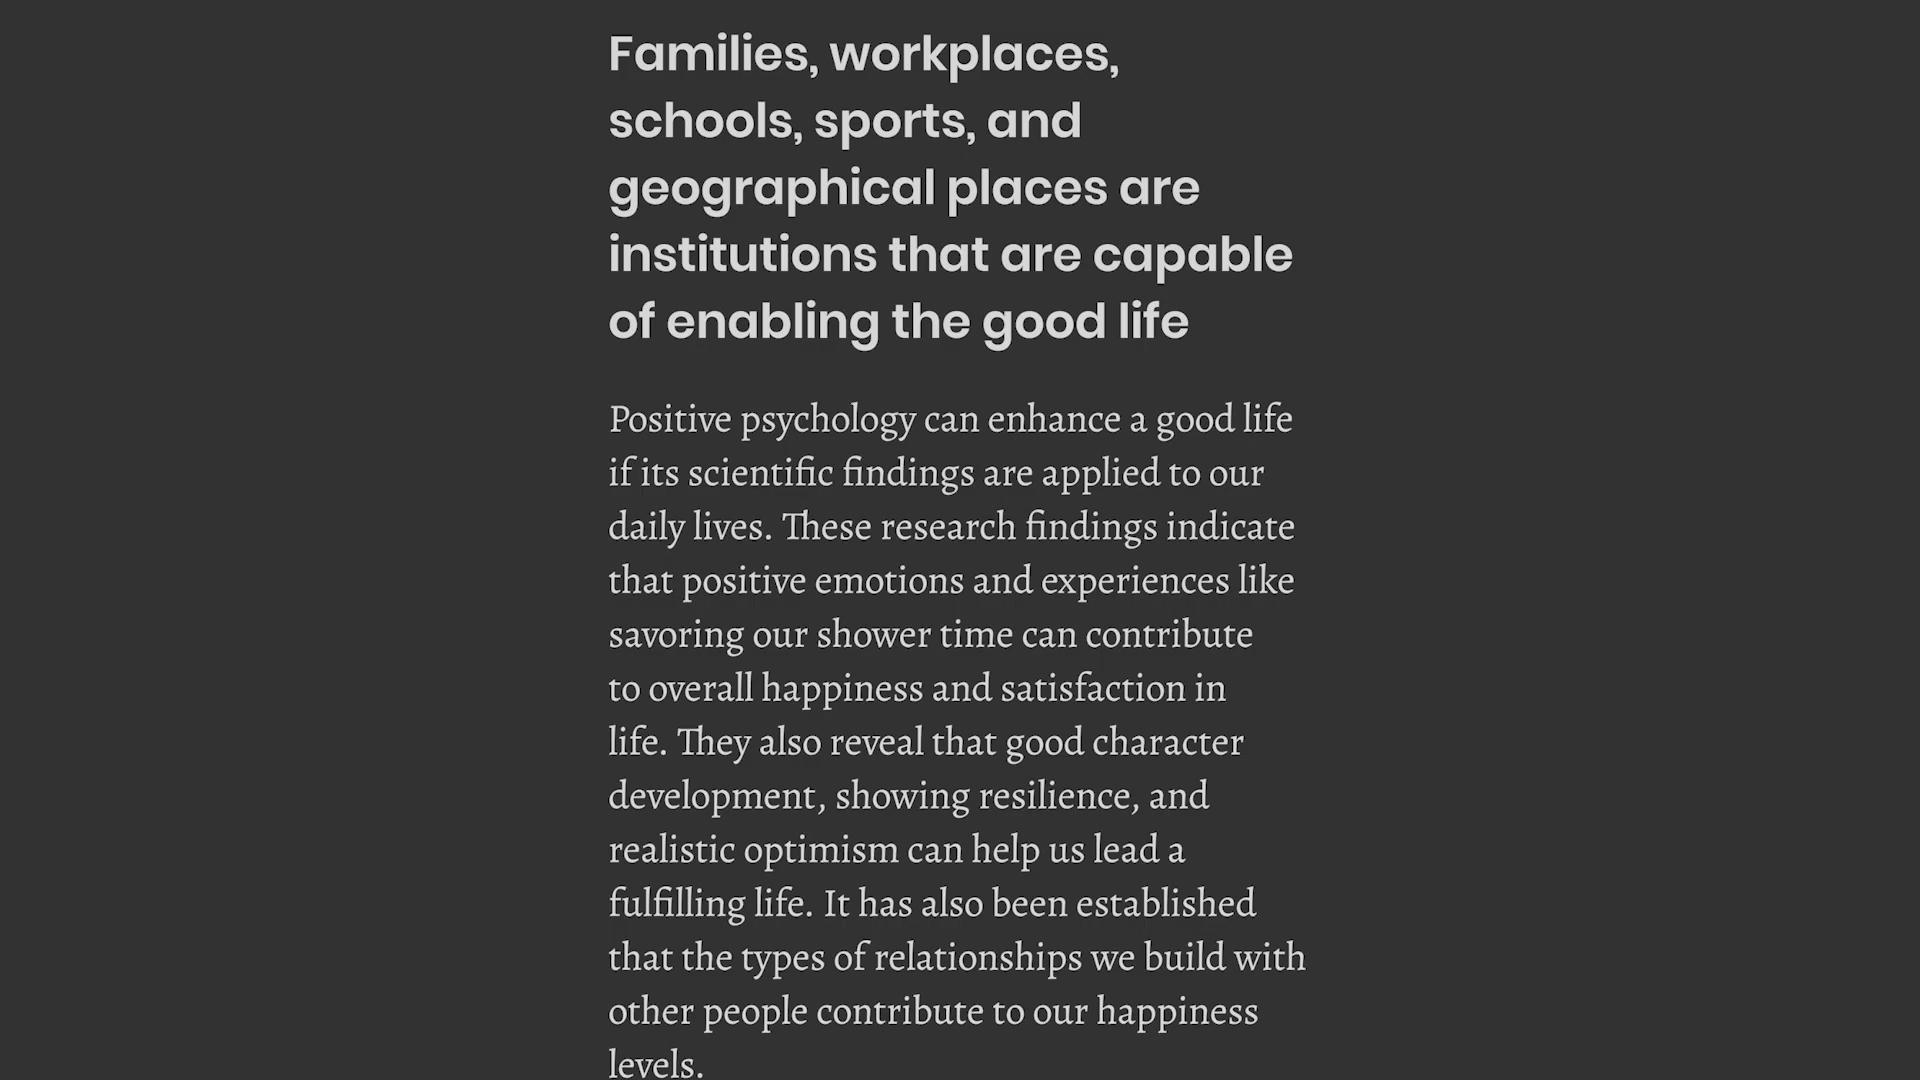 Families, workplaces,
schools, sports, and
geographical places are
institutions that are capable
of enabling the good life
Positive psychology can enhance a good life
if its scientific findings are applied to our
daily lives. These research findings indicate
that positive emotions and experiences like
savoring our shower time can contribute
to overall happiness and satisfaction in
life. They also reveal that good character
development, showing resilience, and
realistic optimism can help us lead a
fulfilling life. It has also been established
that the types of relationships we build with
other people contribute to our happiness
levels.